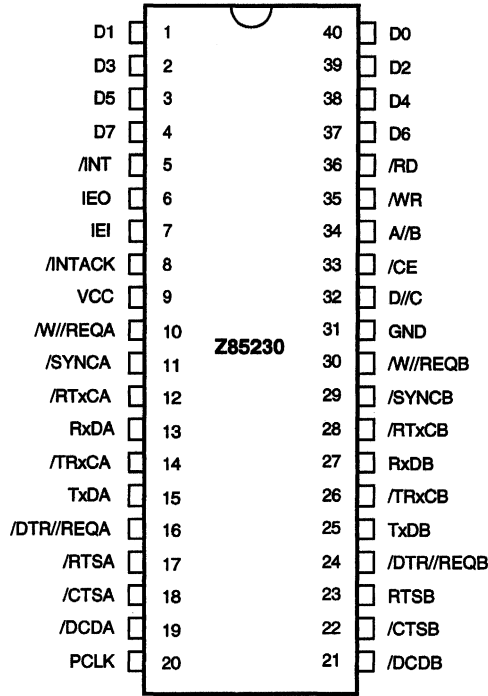 D1 1 40 D0
D3 2 39 D2
D5 3 38 D4
D7 4 37 D6
/INT 5 36 /RD
IEO 6 35 /WR
IEI 7 34 A//B
/INTACK 8 33 /CE
VCC 9 32 D//C
/W//REQA 10 31 GND
Z85230
/SYNCA 11 30 /W//REQB
/RTxCA 12 29 /SYNCB
RxDA 13 28 /RTxCB
/TRxCA 14 27 RxDB
TxDA 15 26 /TRxCB
/DTR//REQA 16 25 TxDB
/RTSA 17 24 /DTR//REQB
/CTSA 18 23 RTSB
/DCDA 19 22 /CTSB
PCLK 20 21 /DCDB